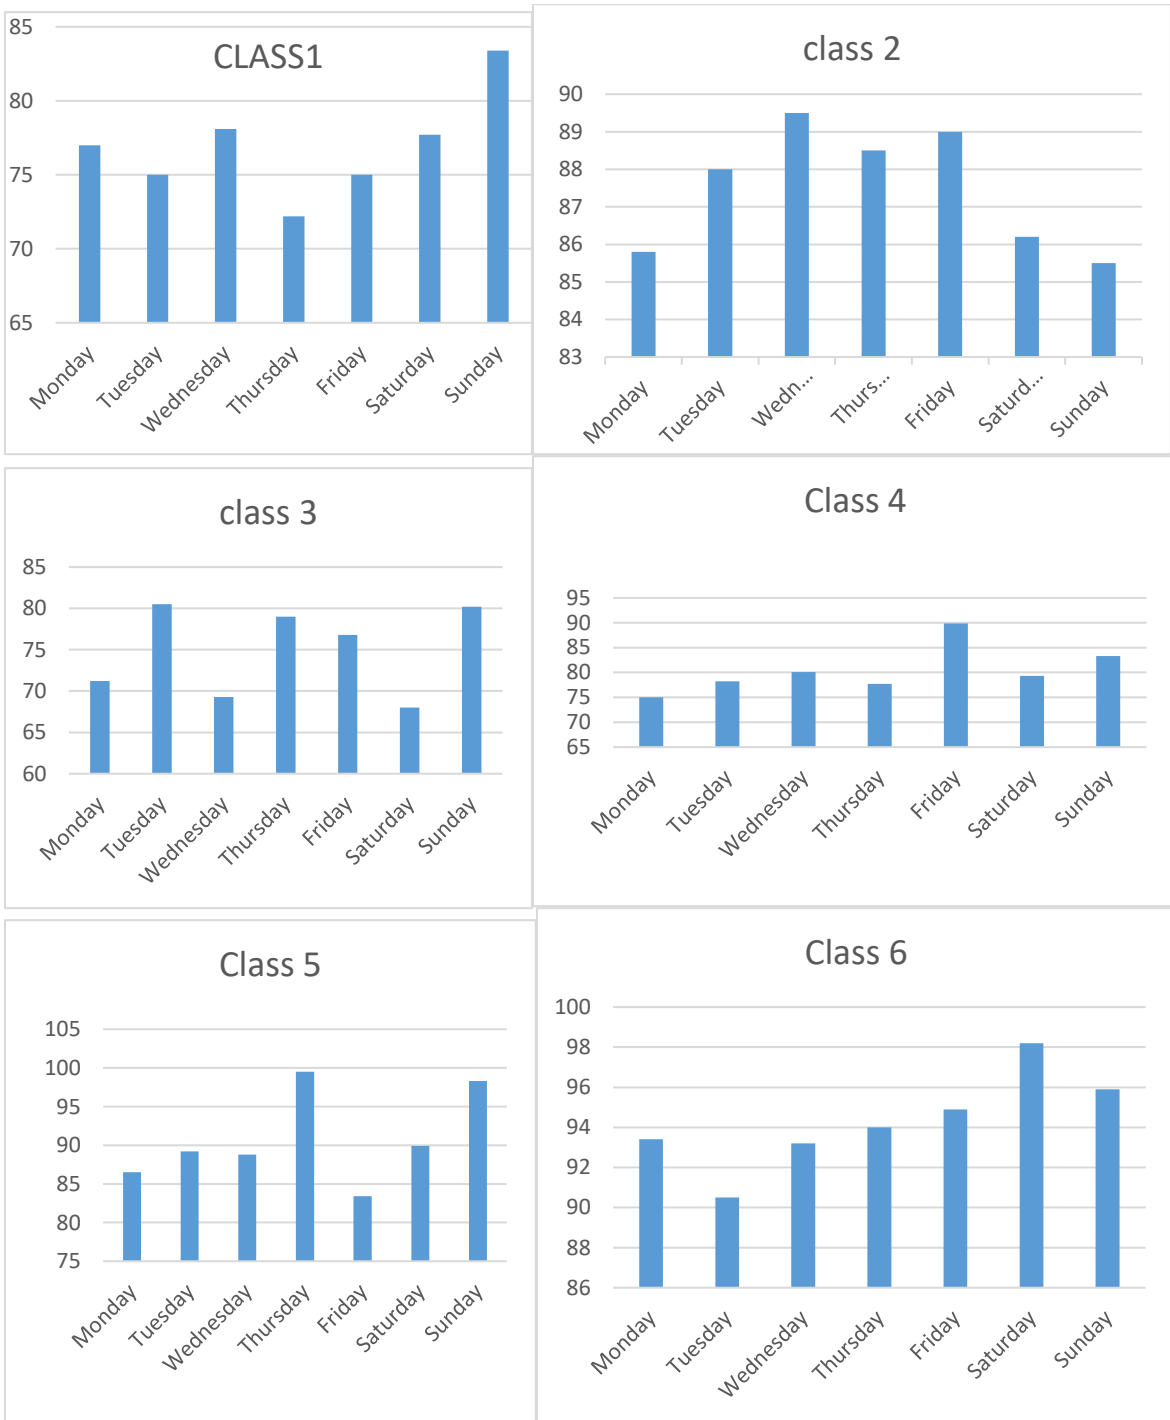 CLASS1
85
80
75
70
65
Monday
Tuesday
Wednesday
Thursday
Friday
Saturday
Sunday
class 2
90
89
88
87
86
85
84
83
Monday
Tuesday
Wedn...
Thurs...
Friday
Saturd...
Sunday
class 3
85
80
75
70
65
60
Monday
Tuesday
Wednesday
Thursday
Friday
Saturday
Sunday
Class 4
95
90
85
80
75
70
65
Monday
Tuesday
Wednesday
Thursday
Friday
Saturday
Sunday
Class 5
105
100
95
90
85
80
75
Monday
Tuesday
Wednesday
Thursday
Friday
Saturday
Sunday
Class 6
100
98
96
94
92
90
88
86
Monday
Tuesday
Wednesday
Thursday
Friday
Saturday
Sunday